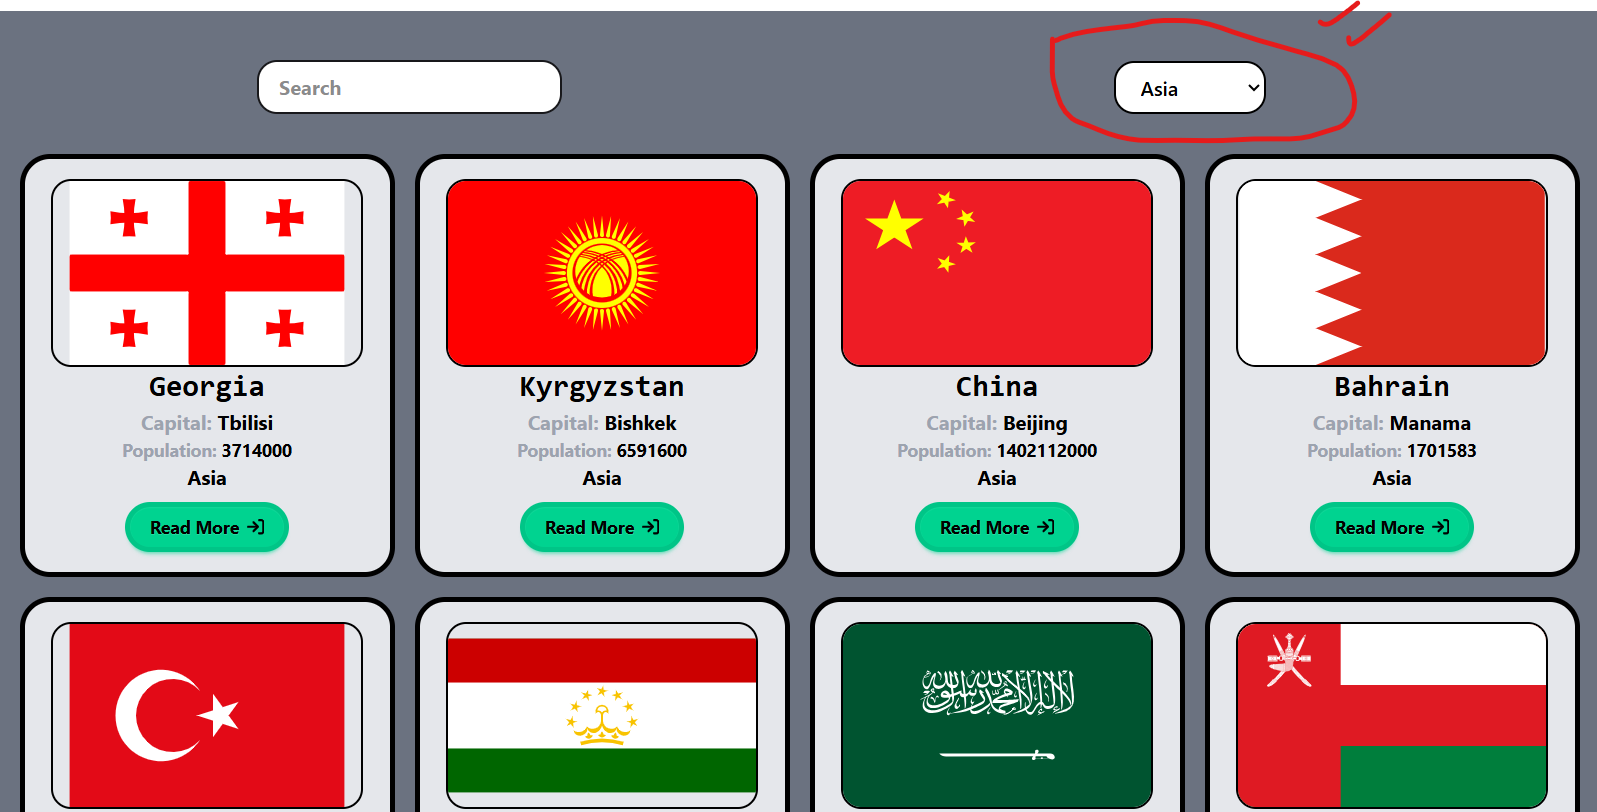 Search
Asia
Georgia
Capital: Tbilisi
Population: 3714000
Asia
Read More
Kyrgyzstan
Capital: Bishkek
Population: 6591600
Asia
Read More
China
Capital: Beijing
Population: 1402112000
Asia
Read More
Bahrain
Capital: Manama
Population: 1701583
Asia
Read More
لا إله إلا الله محمد رسول الله